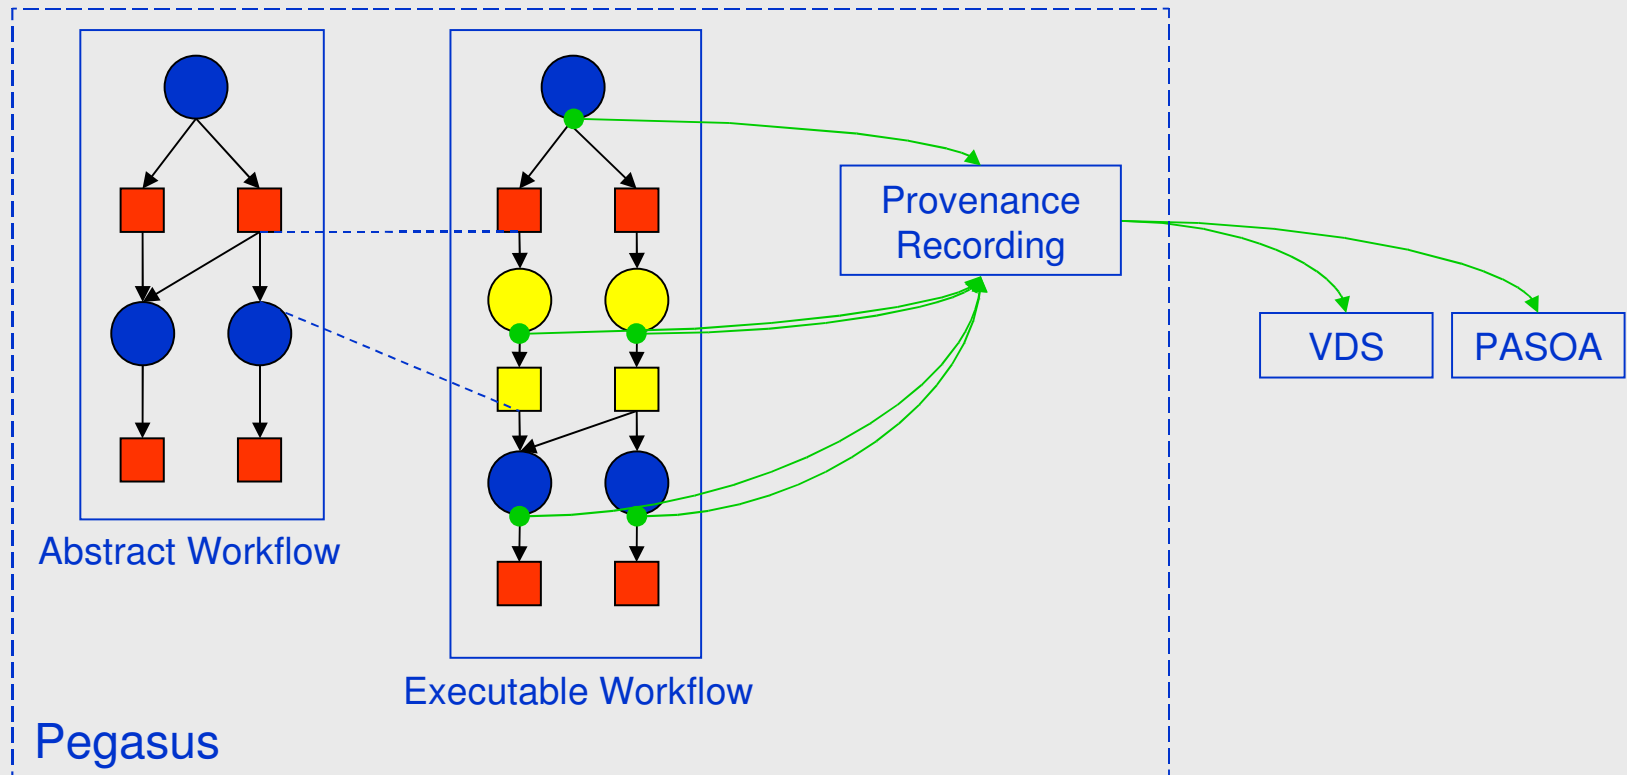 Provenance
Recording
VDS
PASOA
Abstract Workflow
Executable Workflow
Pegasus